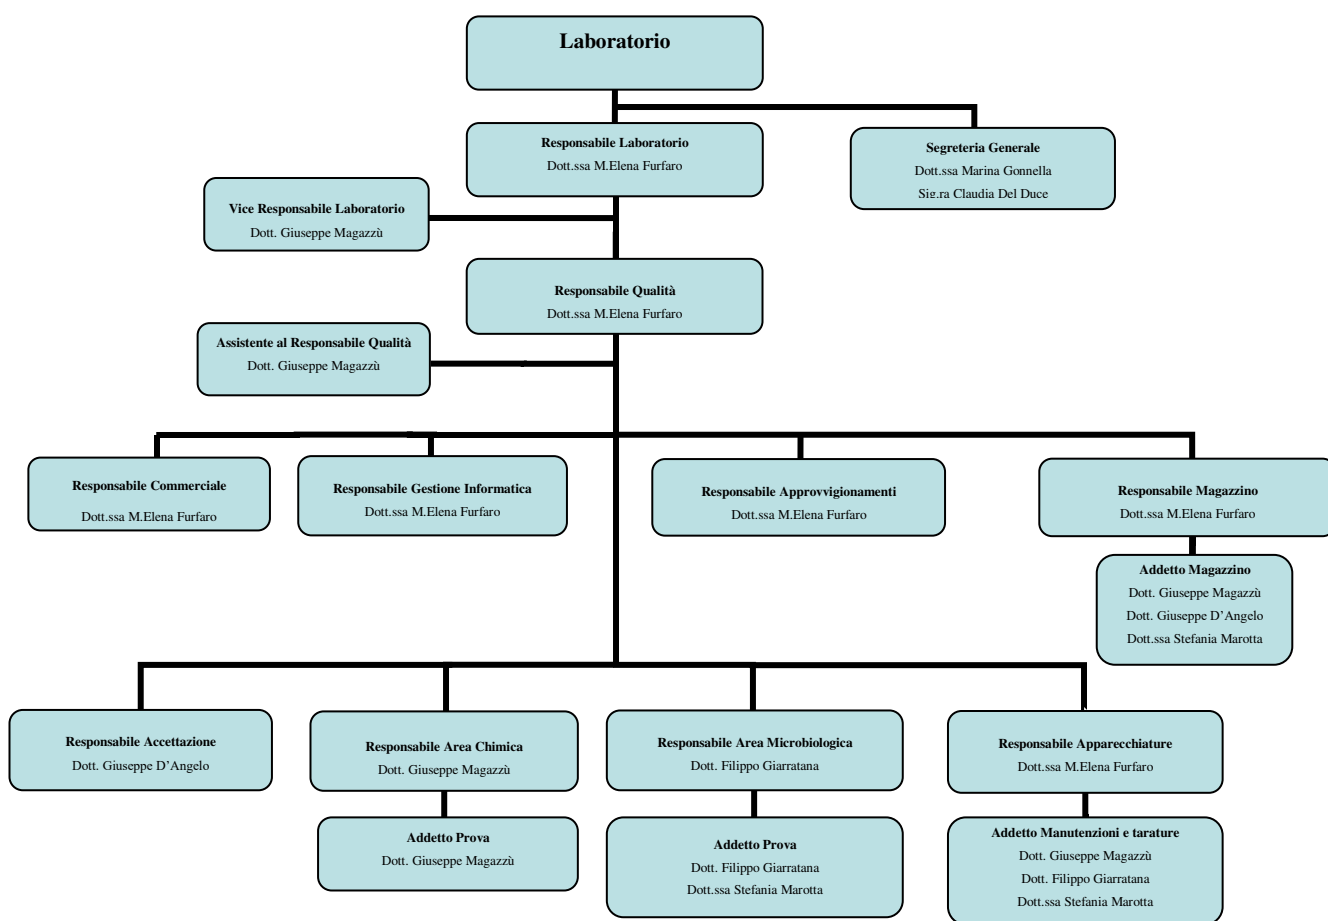 Laboratorio
Responsabile Laboratorio
Dott.ssa M.Elena Furfaro
Segreteria Generale
Dott.ssa Marina Gonnella
Sig.ra Claudia Del Duce
Vice Responsabile Laboratorio
Dott. Giuseppe Magazzù
Responsabile Qualità
Dott.ssa M.Elena Furfaro
Assistente al Responsabile Qualità
Dott. Giuseppe Magazzù
Responsabile Commerciale
Dott.ssa M.Elena Furfaro
Responsabile Gestione Informatica
Dott.ssa M.Elena Furfaro
Responsabile Approvvigionamenti
Dott.ssa M.Elena Furfaro
Responsabile Magazzino
Dott.ssa M.Elena Furfaro
Addetto Magazzino
Dott. Giuseppe Magazzù
Dott. Giuseppe D’Angelo
Dott.ssa Stefania Marotta
Responsabile Accettazione
Dott. Giuseppe D’Angelo
Responsabile Area Chimica
Dott. Giuseppe Magazzù
Responsabile Area Microbiologica
Dott. Filippo Giarratana
Responsabile Apparecchiature
Dott.ssa M.Elena Furfaro
Addetto Prova
Dott. Giuseppe Magazzù
Addetto Prova
Dott. Filippo Giarratana
Dott.ssa Stefania Marotta
Addetto Manutenzioni e tarature
Dott. Giuseppe Magazzù
Dott. Filippo Giarratana
Dott.ssa Stefania Marotta